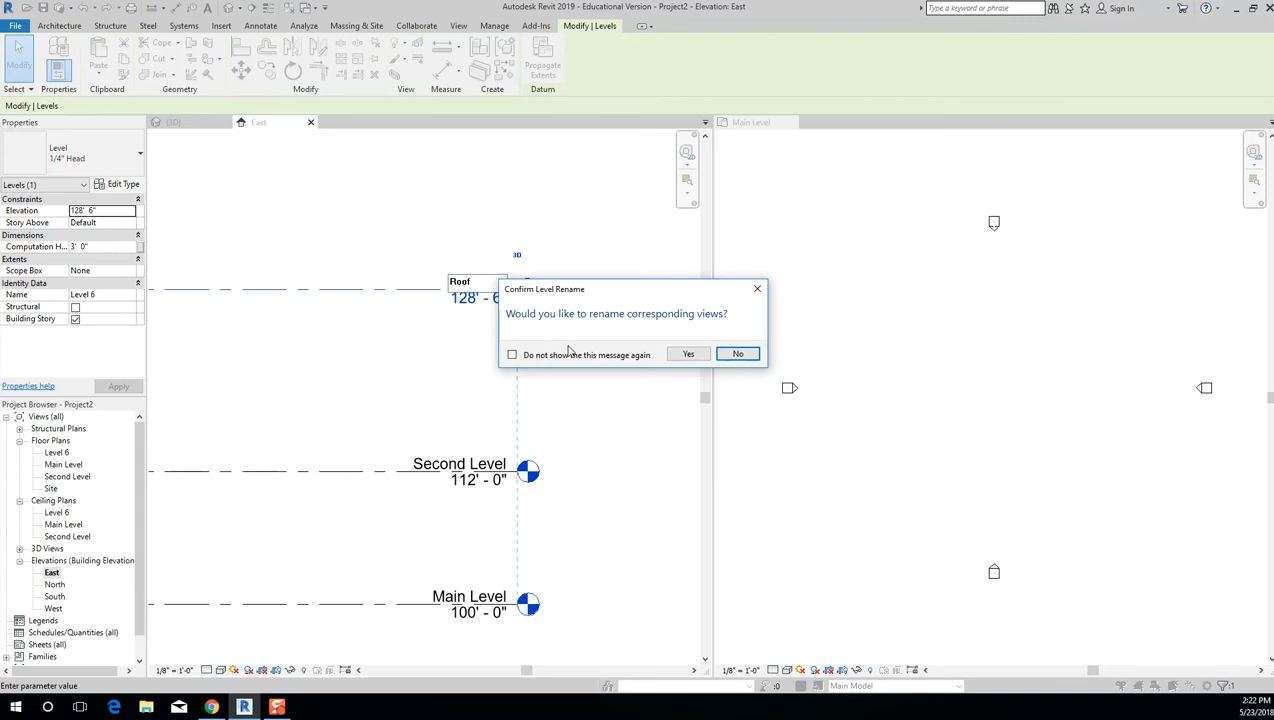 Autodesk Revit 2019 - Educational Version - Project2 - Elevation: East
Type a keyword or phrase
Sign In
File Architecture Structure Steel Systems Insert Annotate Analyze Massing & Site Collaborate View Manage Add-Ins Modify | Levels
Modify
Paste
Cope
Cut
Join
Propagate
Extents
Select Properties Clipboard Geometry Modify View Measure Create Datum
Modify | Levels
Properties
(3D)
East
Main Level
Level
1/4" Head
Levels (1)
Edit Type
Constraints
Elevation 128' 6"
Story Above Default
Dimensions
Computation H... 3' 0"
Extents
Scope Box None
Identity Data
Name Level 6
Structural
Building Story
Properties help
Apply
Project Browser - Project2
Views (all)
Structural Plans
Floor Plans
Level 6
Main Level
Second Level
Site
Ceiling Plans
Level 6
Main Level
Second Level
3D Views
Elevations (Building Elevation
East
North
South
West
Legends
Schedules/Quantities (all)
Sheets (all)
Families
3D
Roof
128' - 6
Confirm Level Rename
Would you like to rename corresponding views?
Do not show me this message again
Yes
No
Second Level
112' - 0"
Main Level
100' - 0"
1/8" = 1'-0"
1/8" = 1'-0"
Enter parameter value
:0
Main Model
:1
2:22 PM
5/23/2018